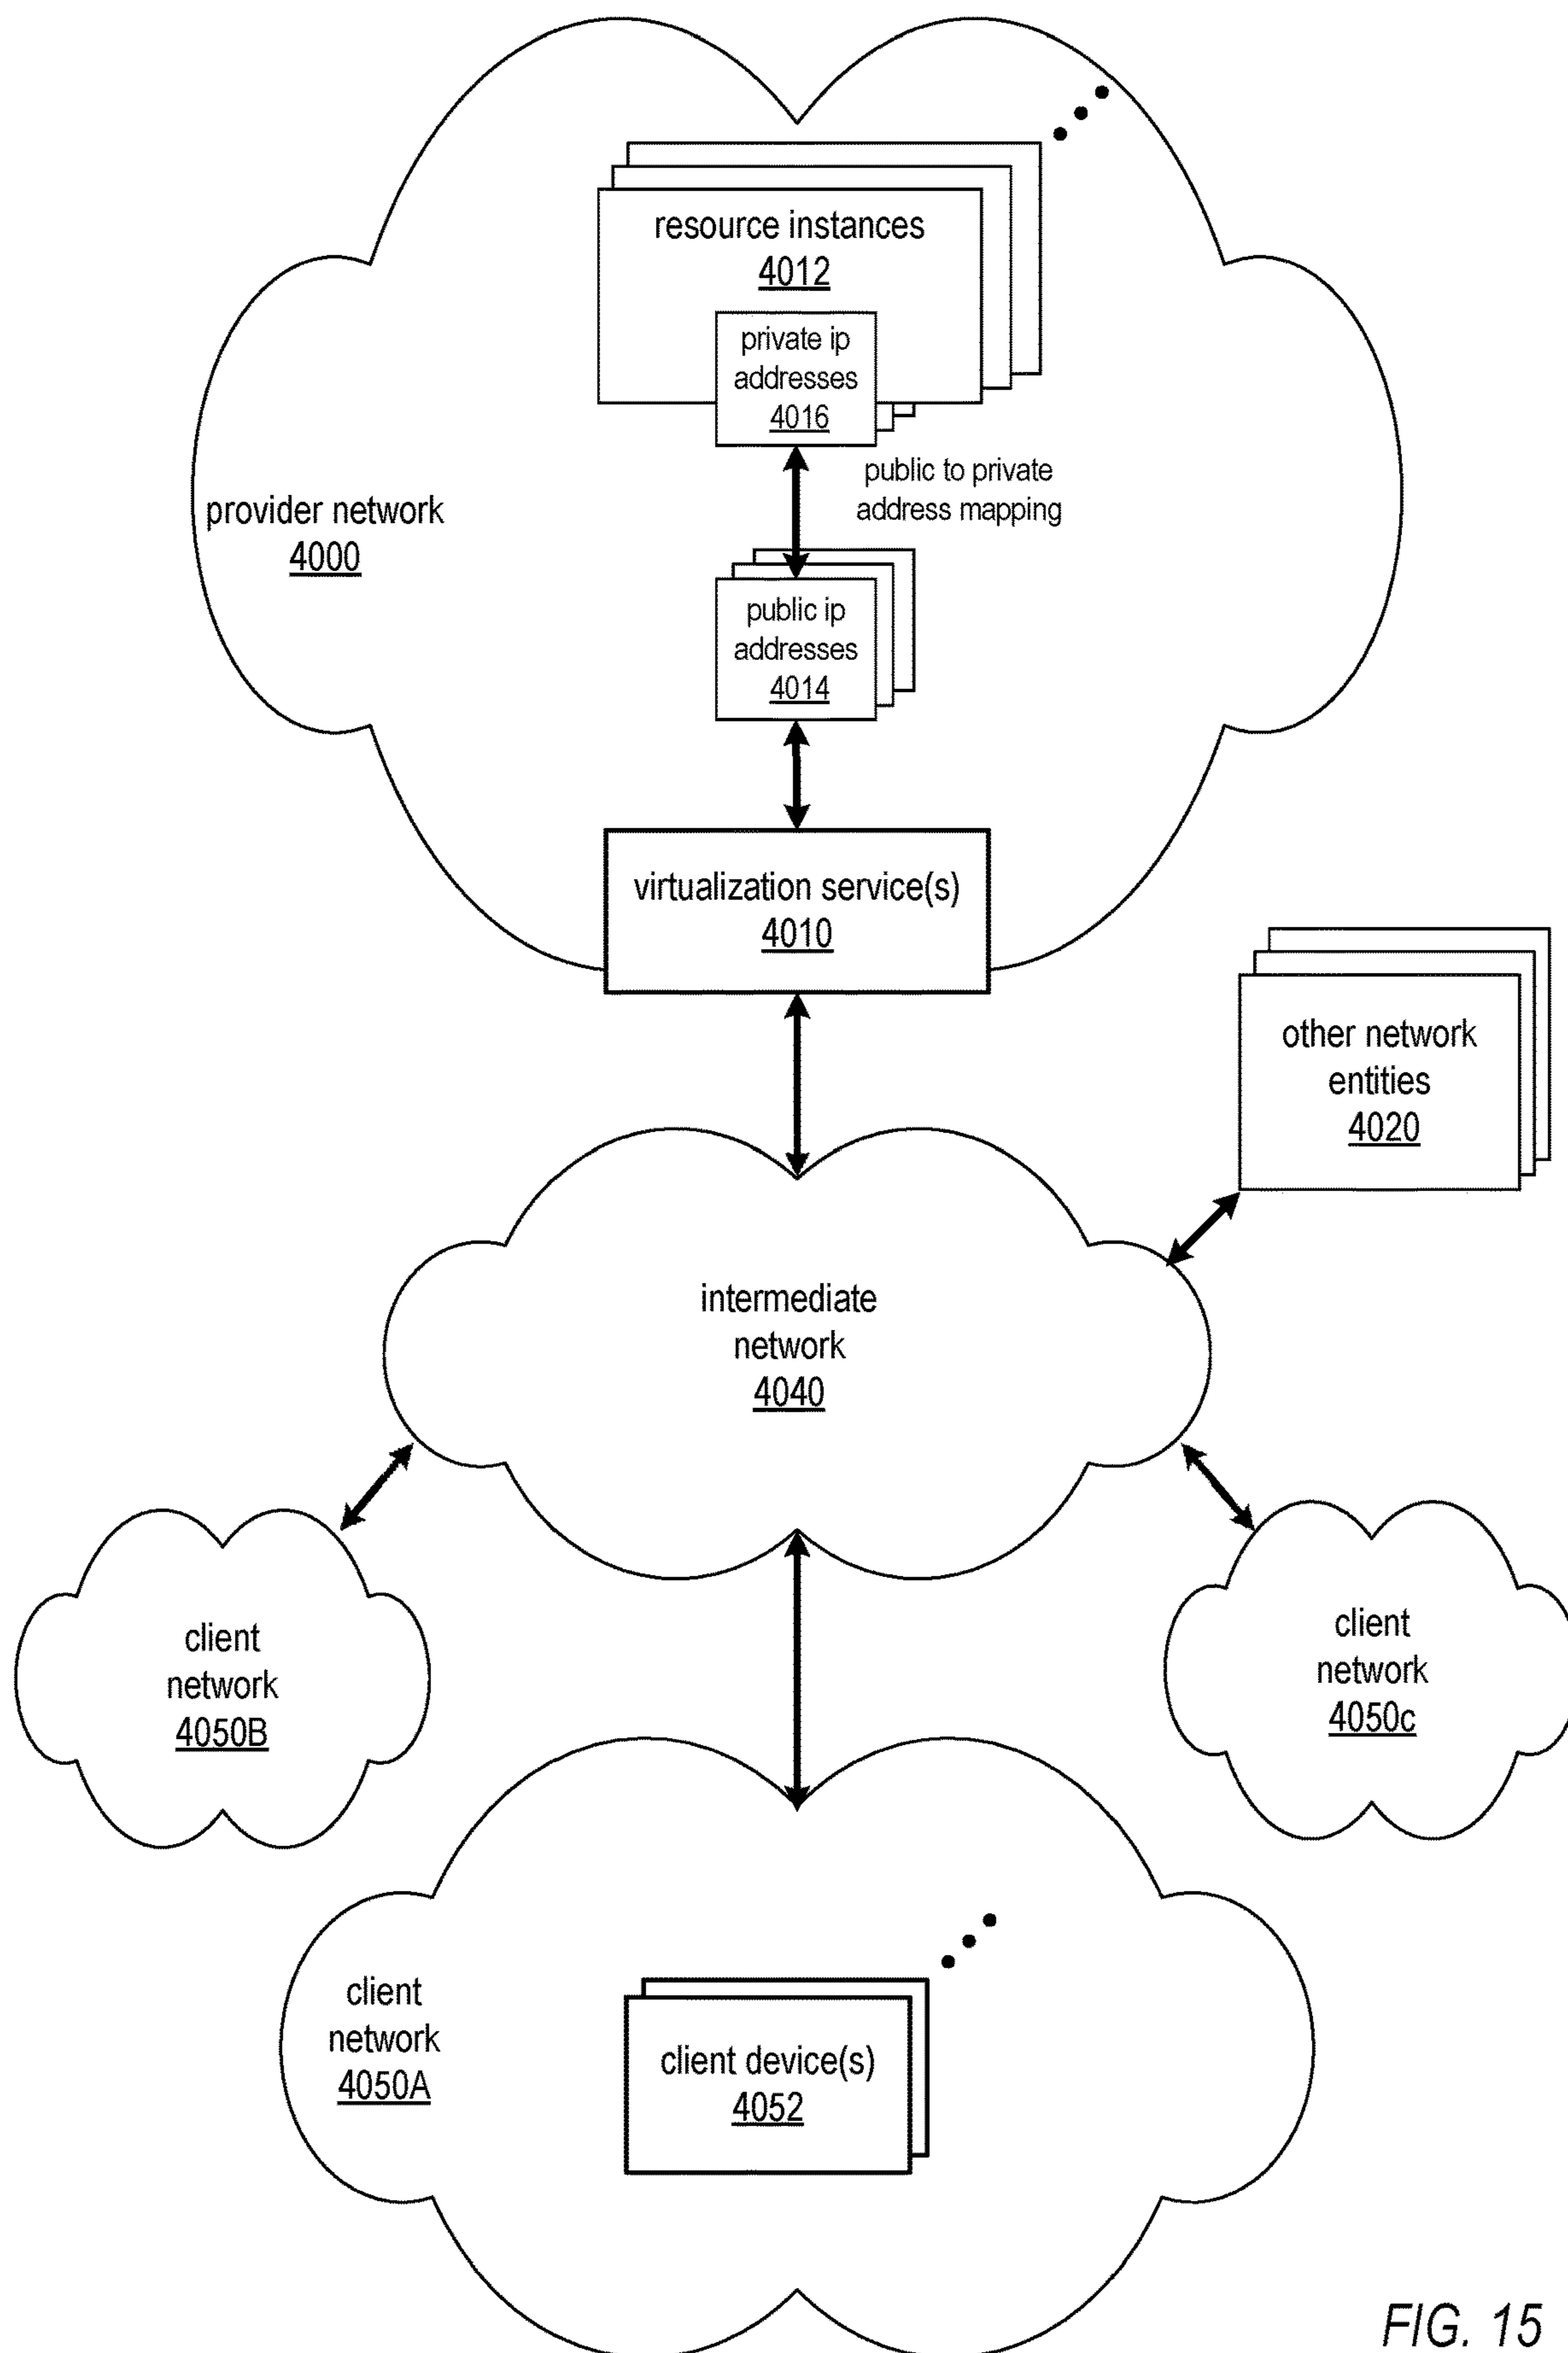 resource instances
4012
private ip
addresses
4016
public to private
address mapping
provider network
4000
public ip
addresses
4014
virtualization service(s)
4010
other network
entities
4020
intermediate
network
4040
client
network
4050B
client
network
4050c
client
network
4050A
client device(s)
4052
FIG. 15